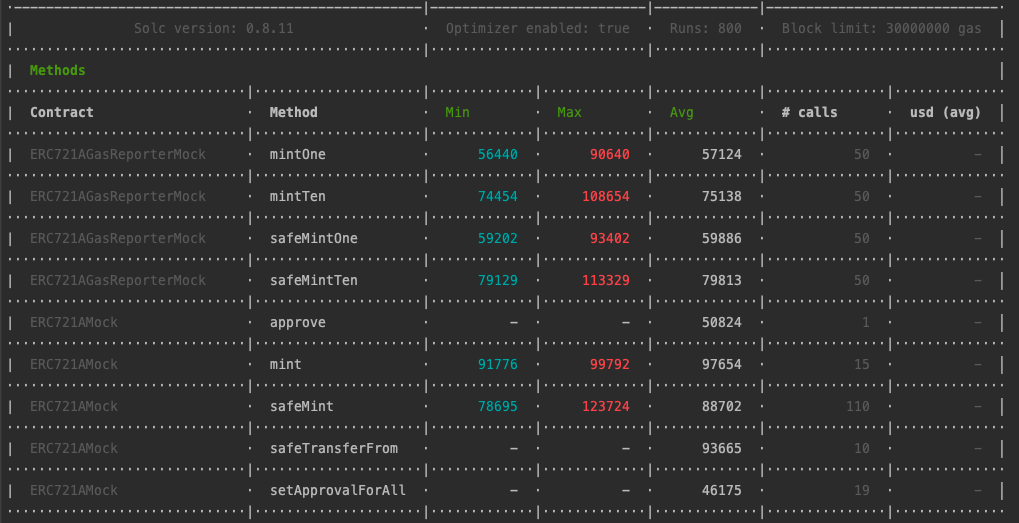 Solc version: 0.8.11 · Optimizer enabled: true · Runs: 800 · Block limit: 30000000 gas
Methods
Contract · Method · Min · Max · Avg · # calls · usd (avg)
ERC721AGasReporterMock · mintOne · 56440 · 90640 · 57124 · 50 · –
ERC721AGasReporterMock · mintTen · 74454 · 108654 · 75138 · 50 · –
ERC721AGasReporterMock · safeMintOne · 59202 · 93402 · 59886 · 50 · –
ERC721AGasReporterMock · safeMintTen · 79129 · 113329 · 79813 · 50 · –
ERC721AMock · approve · – · – · 50824 · 1 · –
ERC721AMock · mint · 91776 · 99792 · 97654 · 15 · –
ERC721AMock · safeMint · 78695 · 123724 · 88702 · 110 · –
ERC721AMock · safeTransferFrom · – · – · 93665 · 10 · –
ERC721AMock · setApprovalForAll · – · – · 46175 · 19 · –